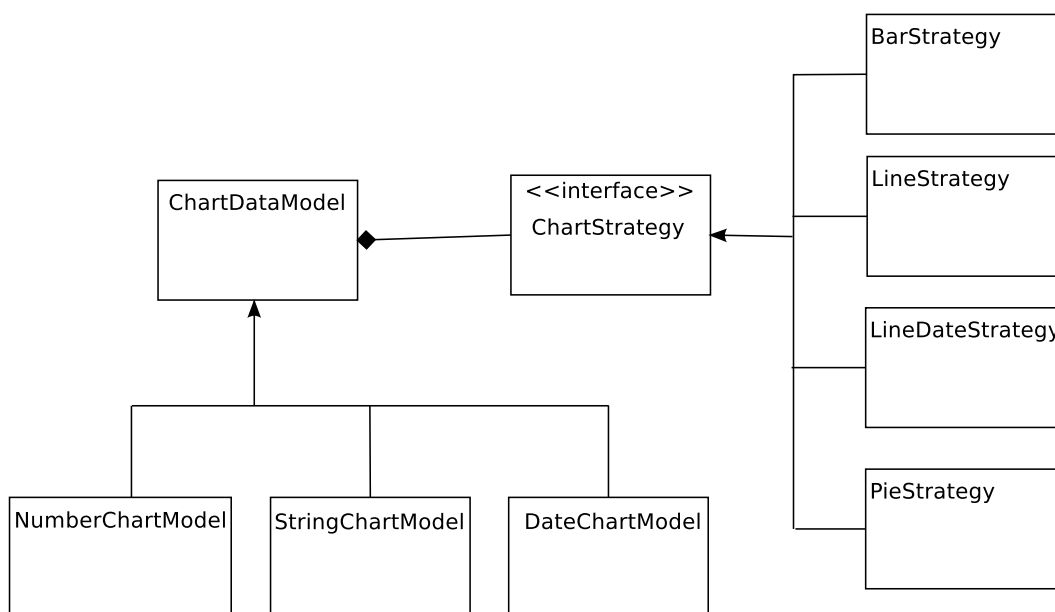 BarStrategy
LineStrategy
<<interface>>
ChartStrategy
ChartDataModel
LineDateStrategy
PieStrategy
NumberChartModel
StringChartModel
DateChartModel